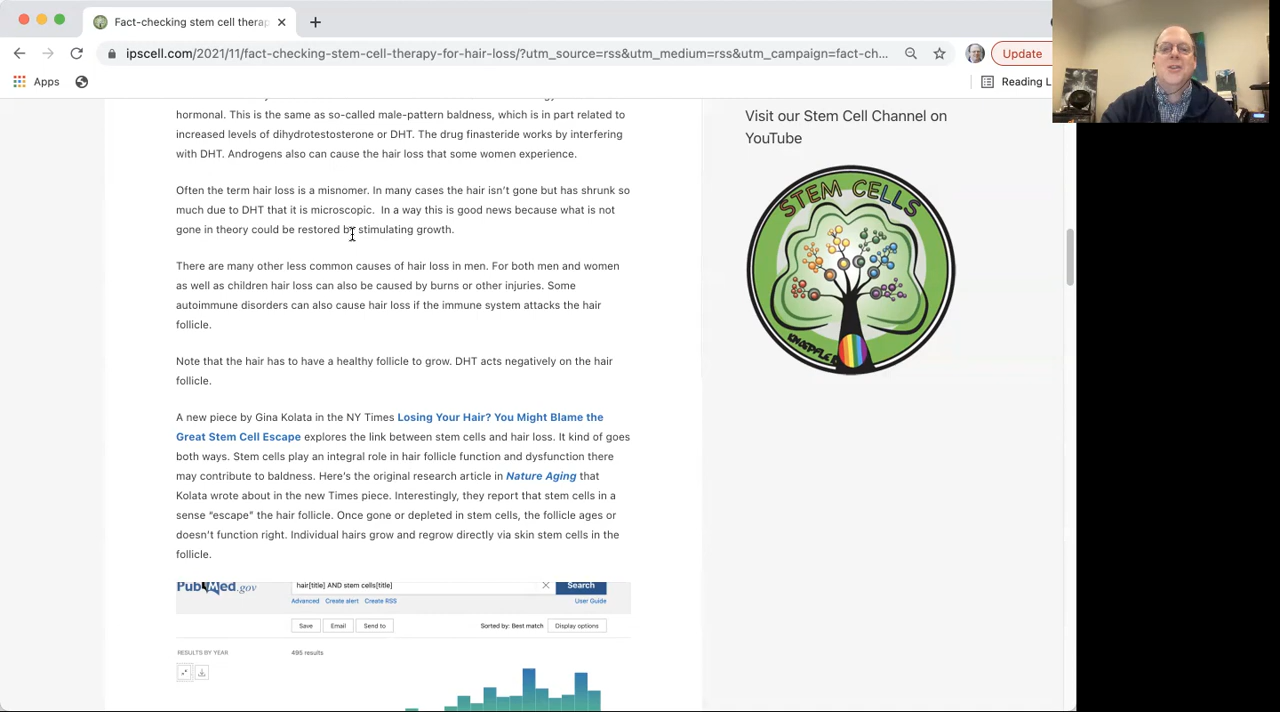 Fact-checking stem cell therap
ipscell.com/2021/11/fact-checking-stem-cell-therapy-for-hair-loss/?utm_source=rss&utm_medium=rss&utm_campaign=fact-ch...
Update
Apps
Reading L
hormonal. This is the same as so-called male-pattern baldness, which is in part related to
increased levels of dihydrotestosterone or DHT. The drug finasteride works by interfering
with DHT. Androgens also can cause the hair loss that some women experience.
Often the term hair loss is a misnomer. In many cases the hair isn't gone but has shrunk so
much due to DHT that it is microscopic. In a way this is good news because what is not
gone in theory could be restored by stimulating growth.
There are many other less common causes of hair loss in men. For both men and women
as well as children hair loss can also be caused by burns or other injuries. Some
autoimmune disorders can also cause hair loss if the immune system attacks the hair
follicle.
Note that the hair has to have a healthy follicle to grow. DHT acts negatively on the hair
follicle.
A new piece by Gina Kolata in the NY Times Losing Your Hair? You Might Blame the
Great Stem Cell Escape explores the link between stem cells and hair loss. It kind of goes
both ways. Stem cells play an integral role in hair follicle function and dysfunction there
may contribute to baldness. Here's the original research article in Nature Aging that
Kolata wrote about in the new Times piece. Interestingly, they report that stem cells in a
sense "escape" the hair follicle. Once gone or depleted in stem cells, the follicle ages or
doesn't function right. Individual hairs grow and regrow directly via skin stem cells in the
follicle.
PubMed.gov
hair[title] AND stem cells[title]
Search
Advanced Create alert Create RSS
User Guide
Save Email Send to
Sorted by: Best match
Display options
RESULTS BY YEAR
495 results
Visit our Stem Cell Channel on
YouTube
STEM CELLS